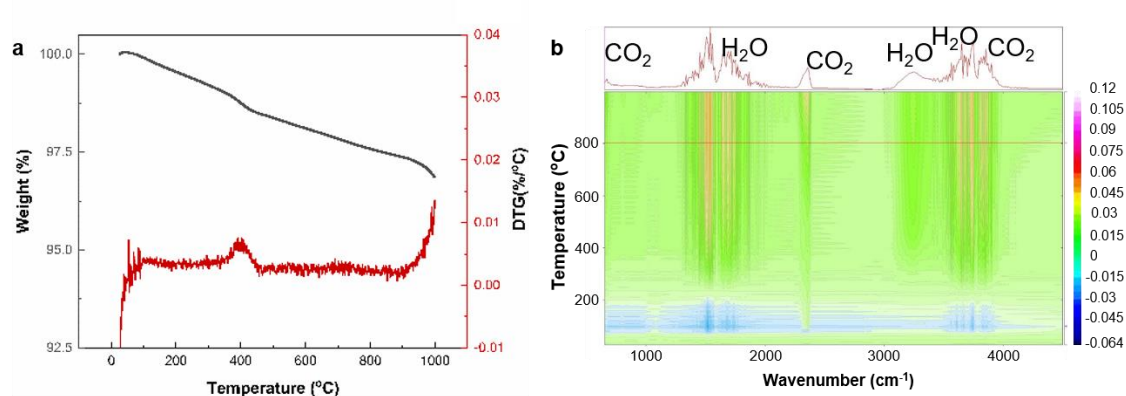 a
100.0
97.5
95.0
92.5
Weight (%)
0 200 400 600 800 1000
Temperature (°C)
0.04
0.03
0.02
0.01
0.00
-0.01
DTG(%/°C)
b
CO₂ H₂O CO₂ H₂O H₂O CO₂
800
600
400
200
Temperature (°C)
1000 2000 3000 4000
Wavenumber (cm⁻¹)
0.12
0.105
0.09
0.075
0.06
0.045
0.03
0.015
0
-0.015
-0.03
-0.045
-0.064